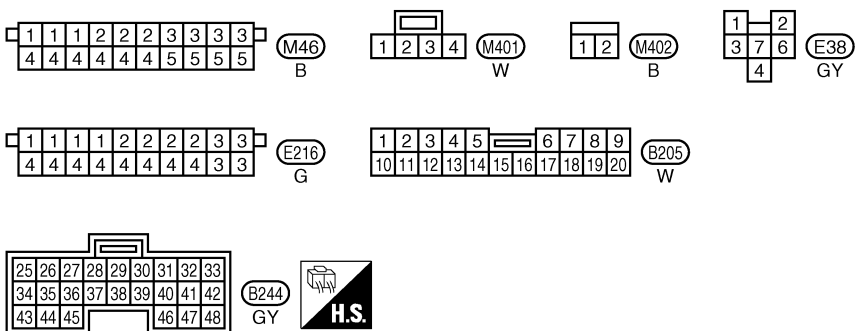 1 1 1 2 2 2 3 3 3 3
4 4 4 4 4 4 5 5 5 5
M46
B
1 2 3 4
M401
W
1 2
M402
B
1 2
3 7 6
4
E38
GY
1 1 1 1 2 2 2 2 3 3
4 4 4 4 4 4 4 4 3 3
E216
G
1 2 3 4 5 6 7 8 9
10 11 12 13 14 15 16 17 18 19 20
B205
W
25 26 27 28 29 30 31 32 33
34 35 36 37 38 39 40 41 42
43 44 45 46 47 48
B244
GY
H.S.